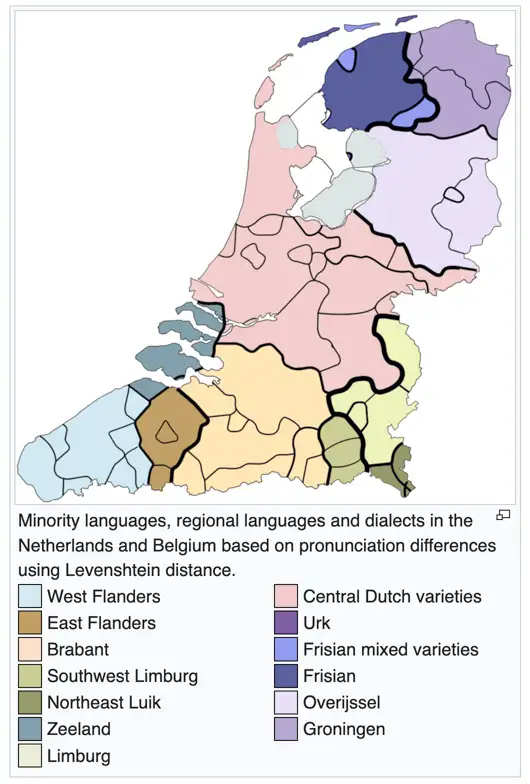 Minority languages, regional languages and dialects in the
Netherlands and Belgium based on pronunciation differences
using Levenshtein distance.
West Flanders
East Flanders
Brabant
Southwest Limburg
Northeast Luik
Zeeland
Limburg
Central Dutch varieties
Urk
Frisian mixed varieties
Frisian
Overijssel
Groningen